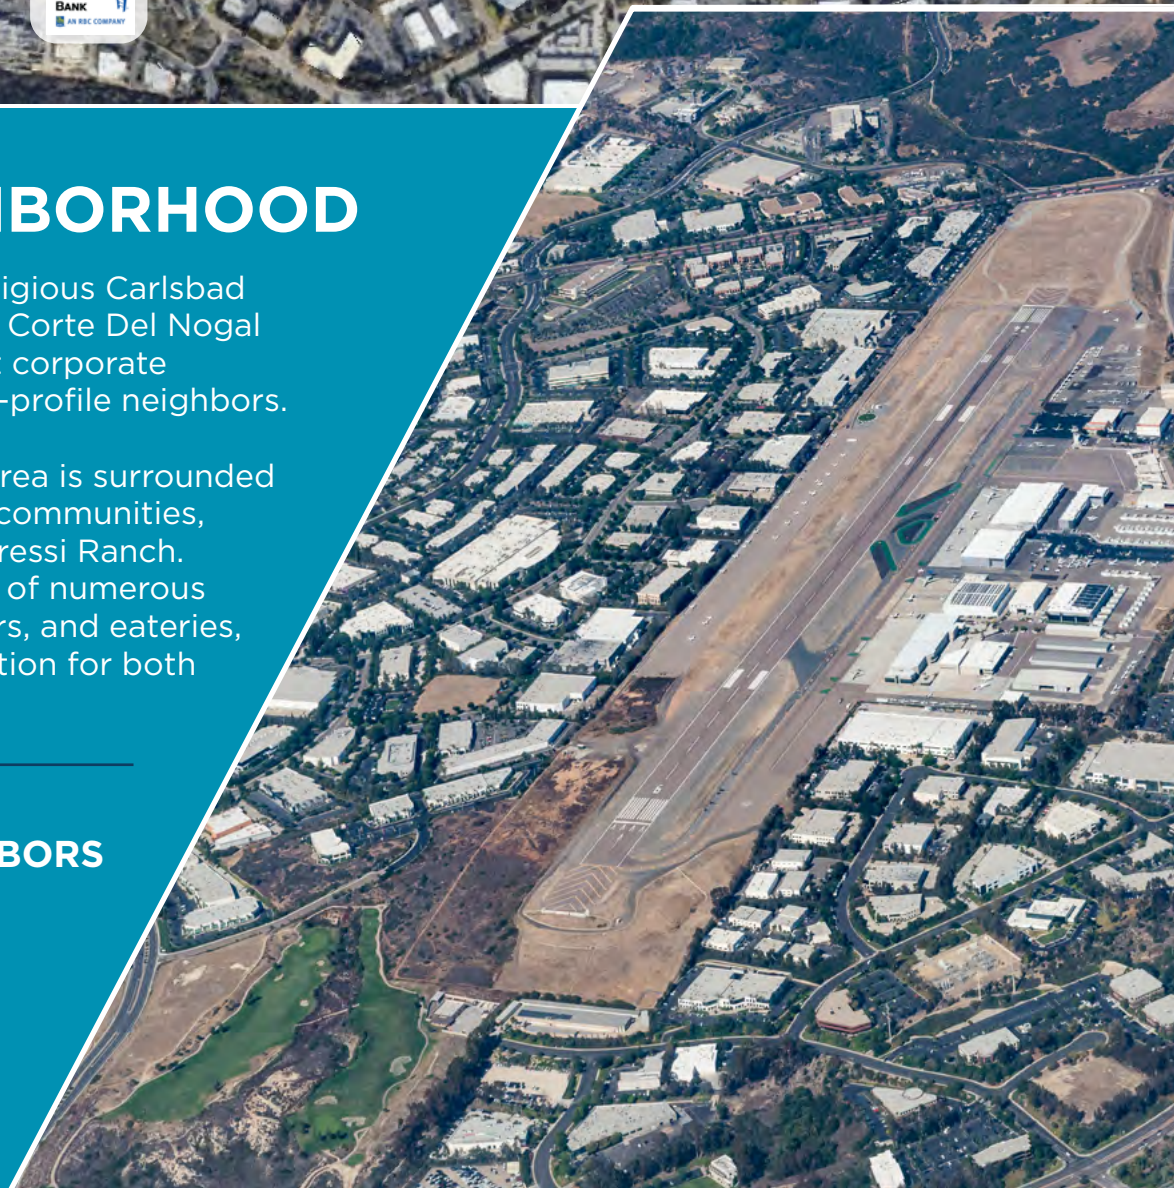 BANK
AN RBC COMPANY
BORHOOD
igious Carlsbad
Corte Del Nogal
corporate
-profile neighbors.
rea is surrounded
communities,
ressi Ranch.
of numerous
rs, and eateries,
tion for both
BORS